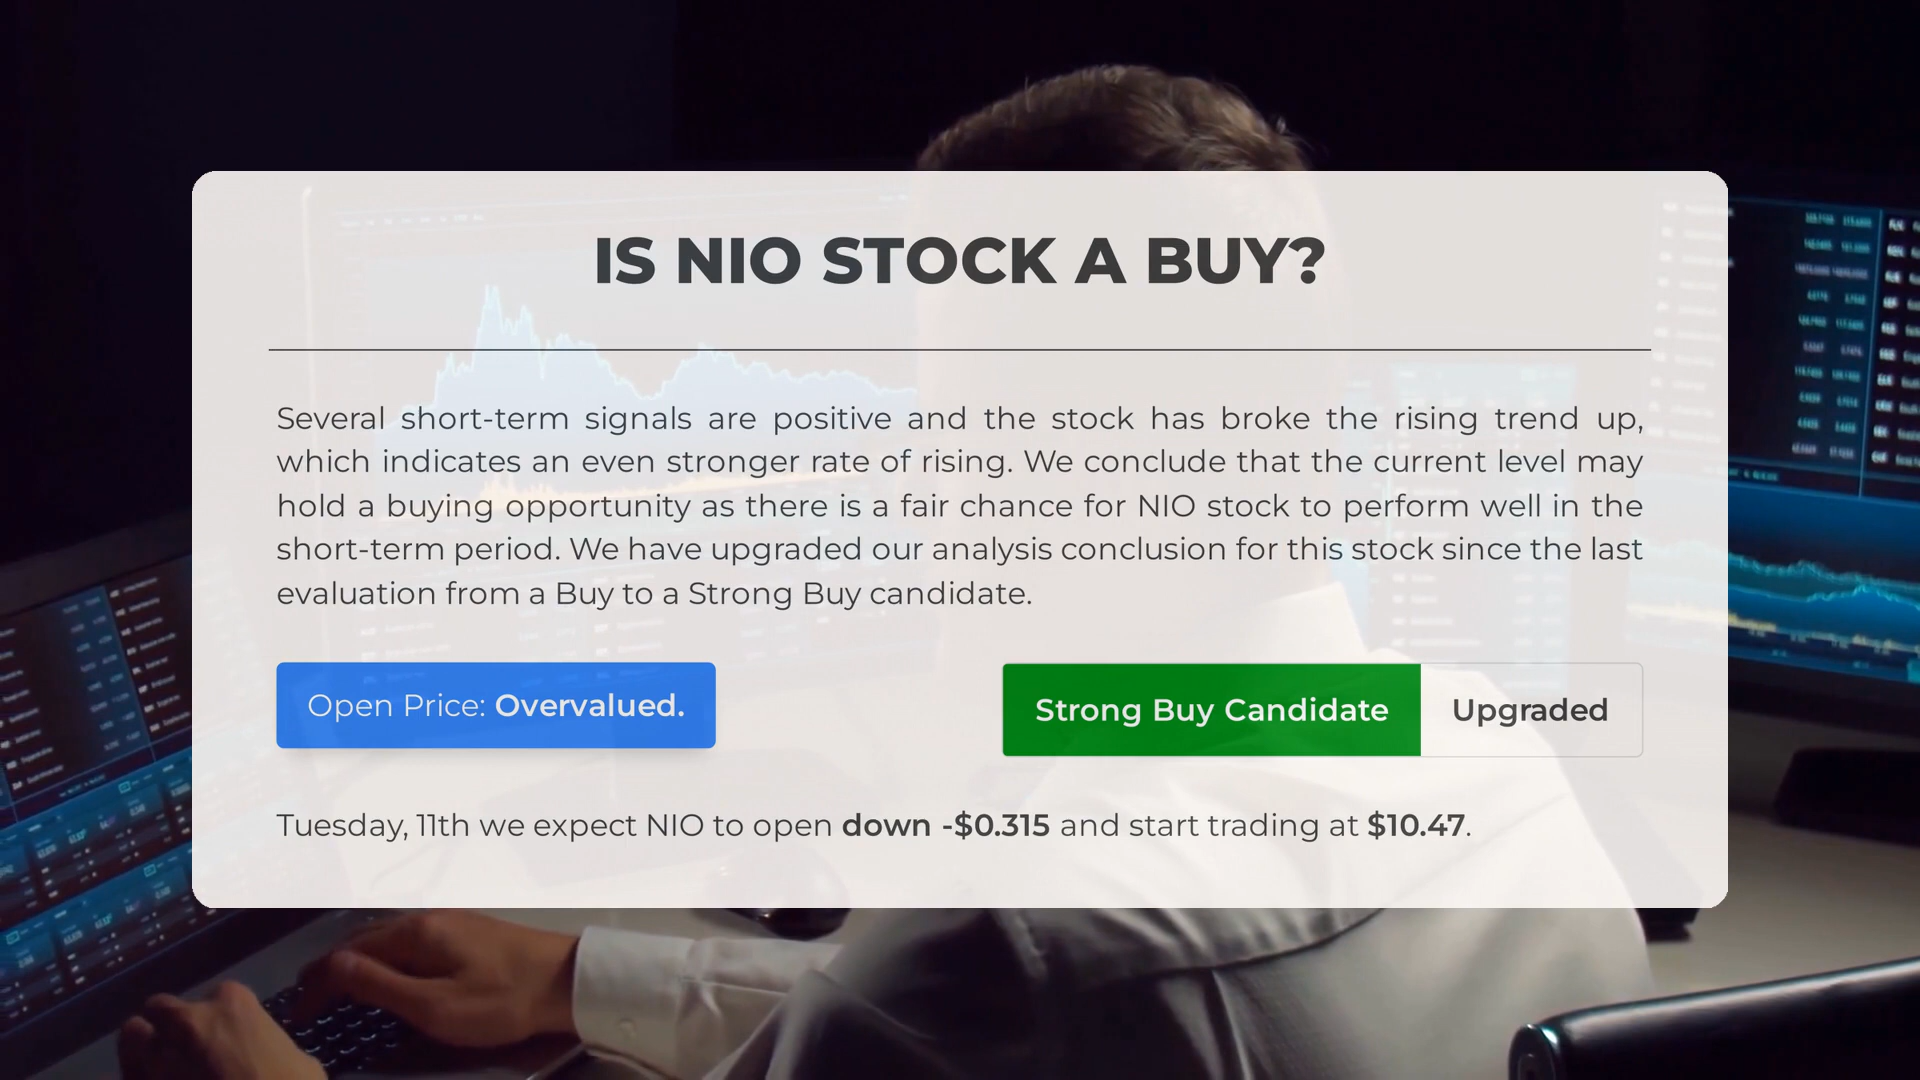 IS NIO STOCK A BUY?
Several short-term signals are positive and the stock has broke the rising trend up,
which indicates an even stronger rate of rising. We conclude that the current level may
hold a buying opportunity as there is a fair chance for NIO stock to perform well in the
short-term period. We have upgraded our analysis conclusion for this stock since the last
evaluation from a Buy to a Strong Buy candidate.
Open Price: Overvalued.
Strong Buy Candidate Upgraded
Tuesday, 11th we expect NIO to open down -$0.315 and start trading at $10.47.